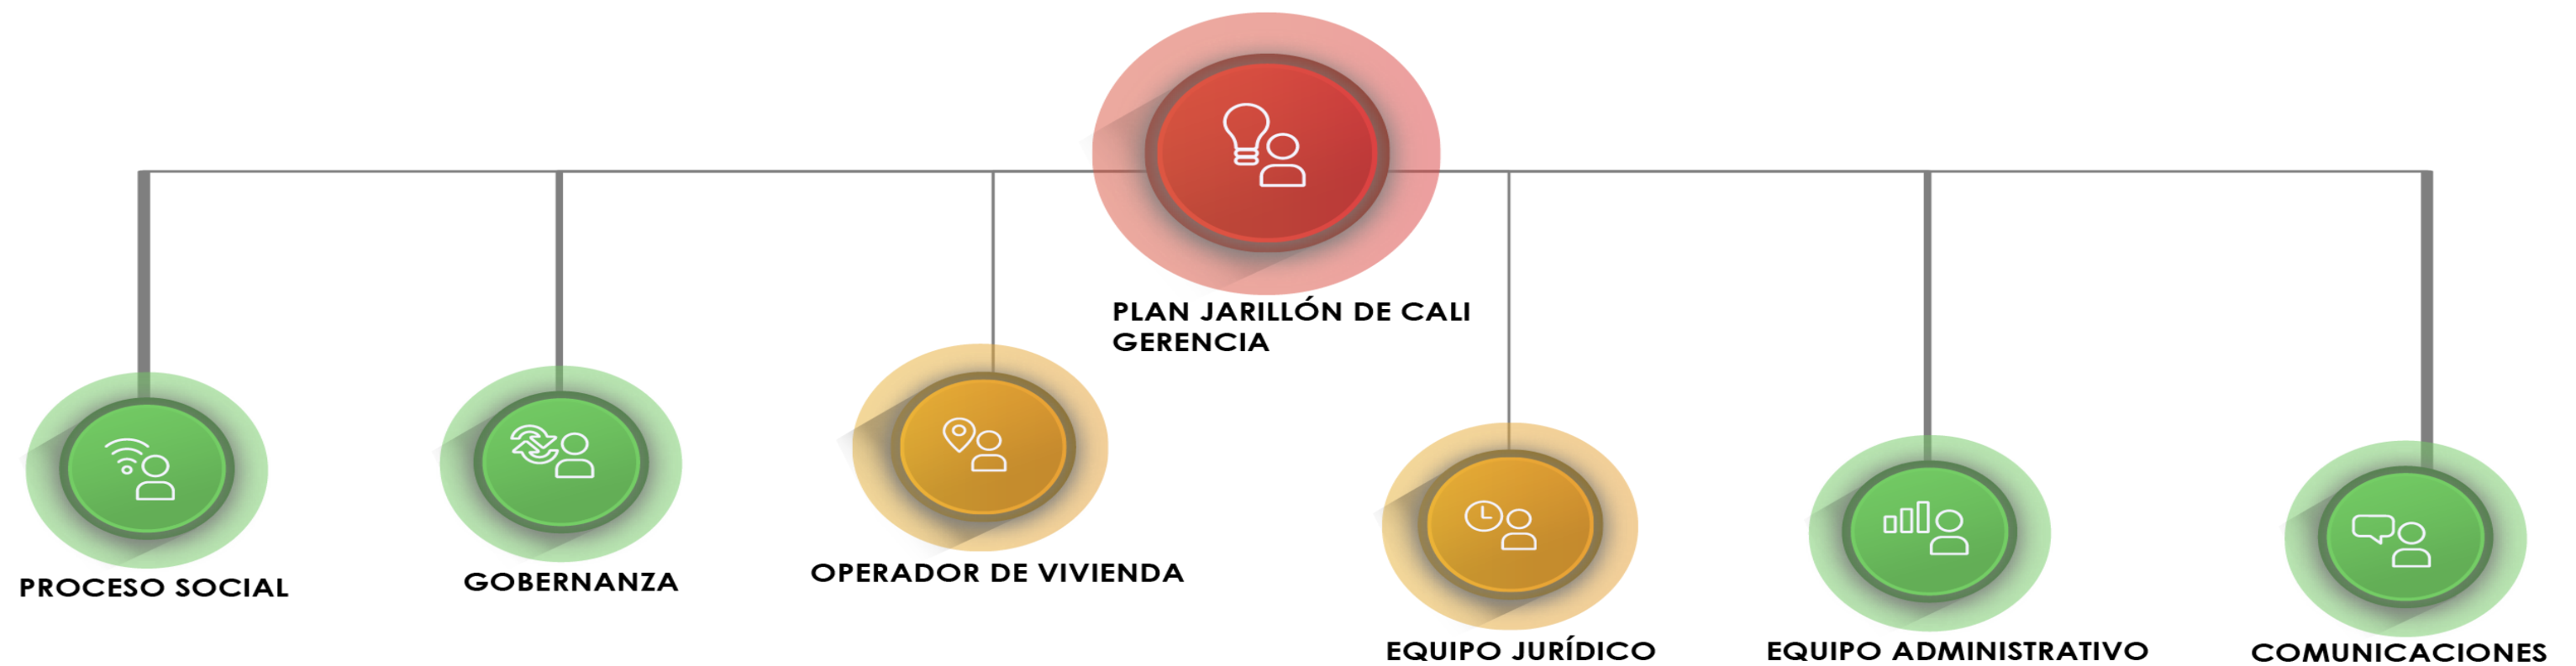 PLAN JARILLÓN DE CALI
GERENCIA
PROCESO SOCIAL
GOBERNANZA
OPERADOR DE VIVIENDA
EQUIPO JURÍDICO
EQUIPO ADMINISTRATIVO
COMUNICACIONES